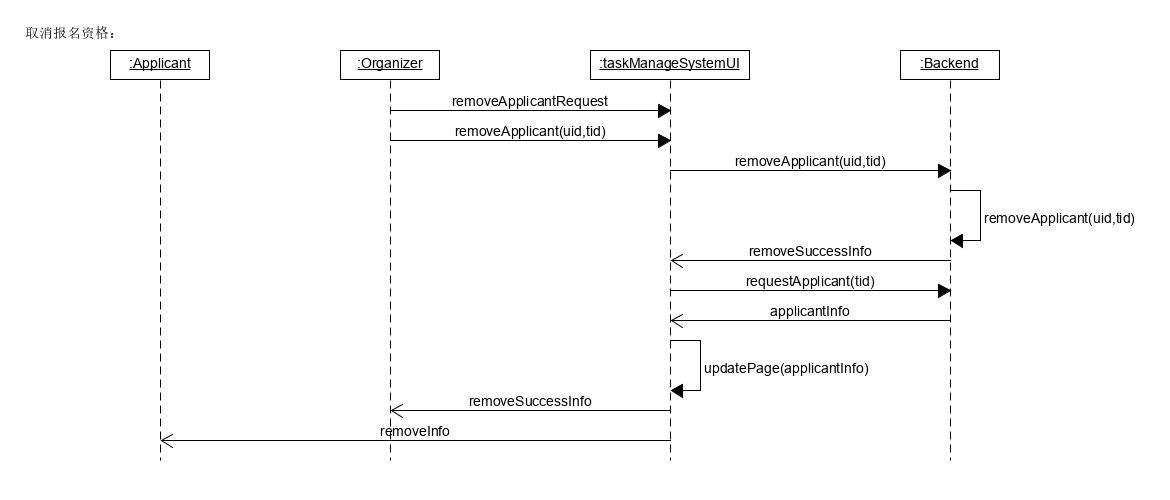 取消报名资格：
:Applicant
:Organizer
:taskManageSystemUI
:Backend
removeApplicantRequest
removeApplicant(uid,tid)
removeApplicant(uid,tid)
removeApplicant(uid,tid)
removeSuccessInfo
requestApplicant(tid)
applicantInfo
updatePage(applicantInfo)
removeSuccessInfo
removeInfo